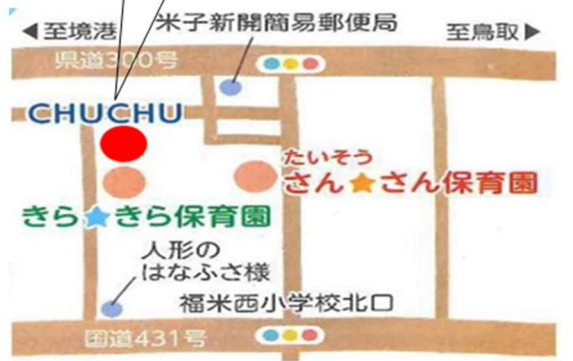 至境港
米子新開簡易郵便局
至鳥取
県道300号
CHUCHU
たいそう
さん★さん保育園
きら★きら保育園
人形の
はなふさ様
福米西小学校北口
国道431号